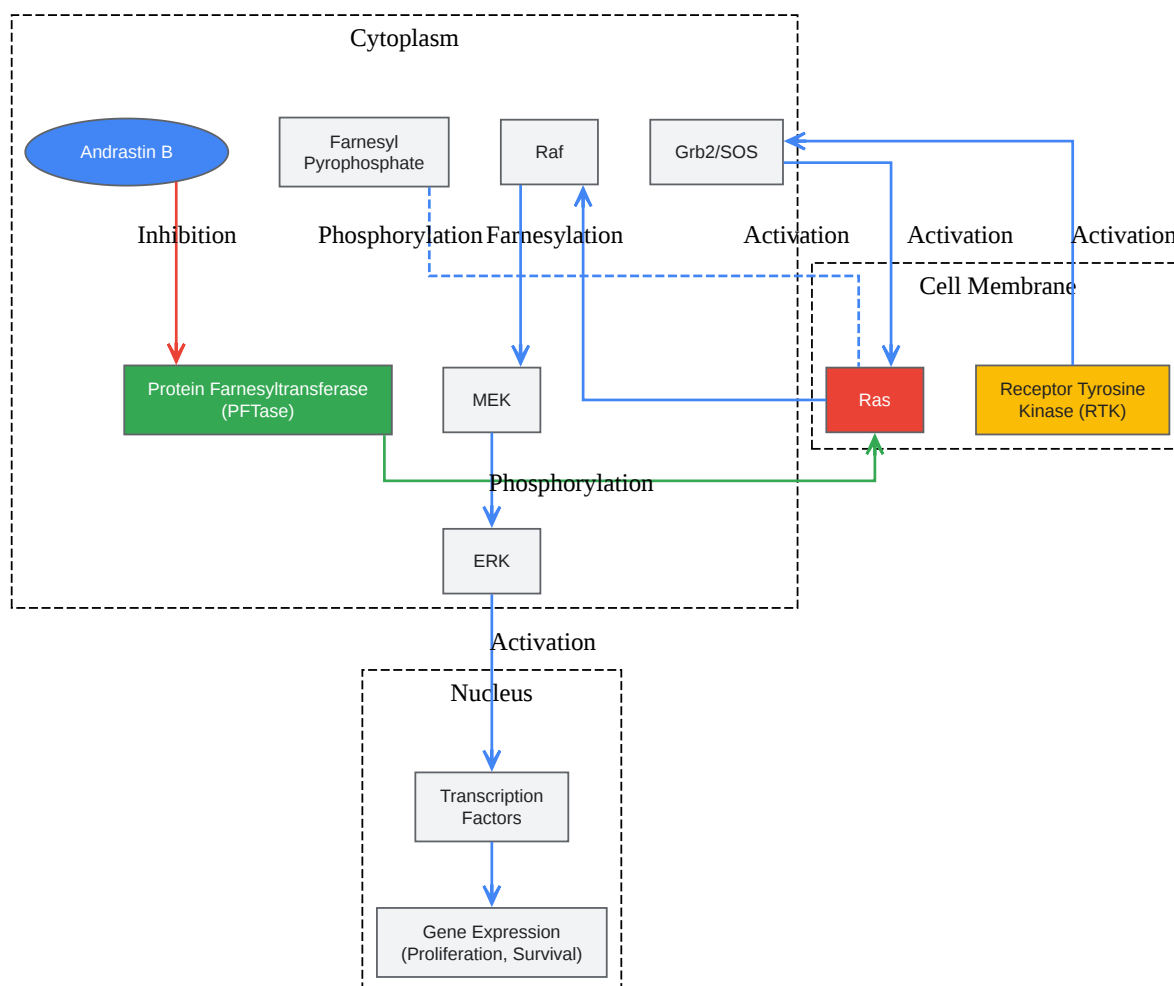 Cytoplasm
Andrastin B
Farnesyl
Pyrophosphate
Raf
Grb2/SOS
Inhibition
Phosphorylation
Farnesylation
Activation
Activation
Activation
Cell Membrane
Protein Farnesyltransferase
(PFTase)
MEK
Ras
Receptor Tyrosine
Kinase (RTK)
Phosphorylation
ERK
Activation
Nucleus
Transcription
Factors
Gene Expression
(Proliferation, Survival)